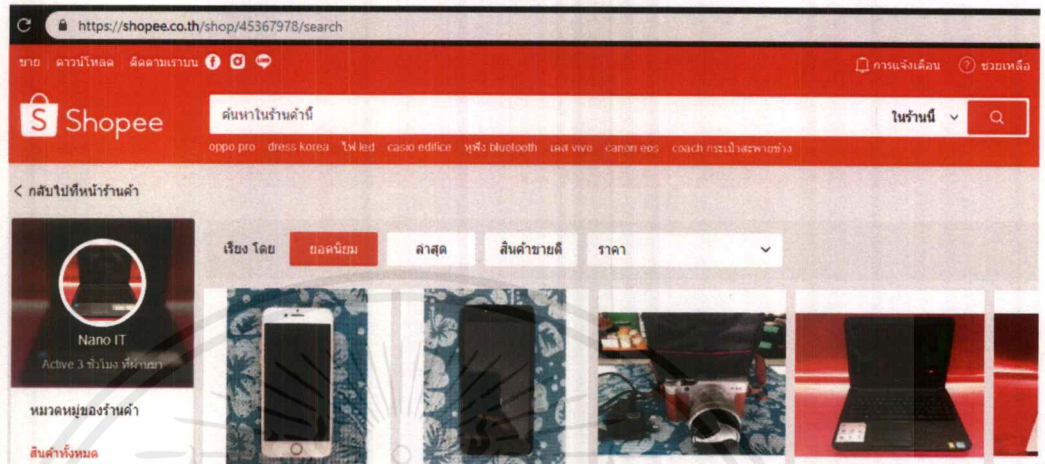 https://shopee.co.th/shop/45367978/search
ขาย ดาวน์โหลด ติดตามเราบน
การแจ้งเตือน ช่วยเหลือ
Shopee
ค้นหาในร้านค้านี้
ในร้านนี้
oppo pro dress korea ไฟ led casio edifice หูฟัง bluetooth เคส vivo canon eos coach กระเป๋าสะพายข้าง
< กลับไปที่หน้าร้านค้า
เรียง โดย ยอดนิยม ล่าสุด สินค้าขายดี ราคา
Nano IT
Active 3 ชั่วโมง ที่ผ่านมา
หมวดหมู่ของร้านค้า
สินค้าทั้งหมด